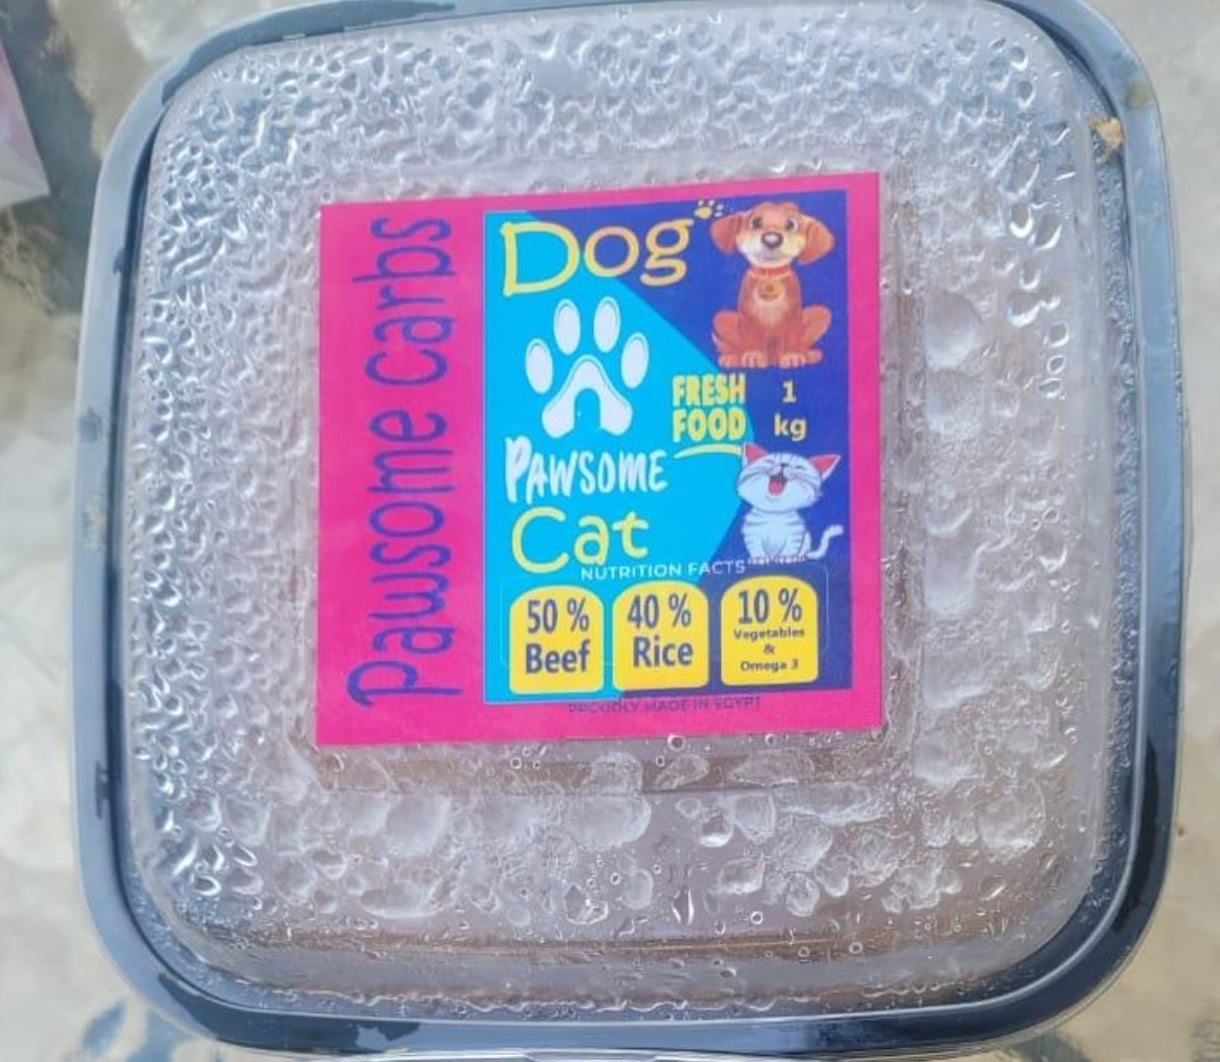 Pawsome carbs
Dog
FRESH
FOOD
1
kg
PAWSOME
Cat
NUTRITION FACTS
50 %
Beef
40 %
Rice
10 %
Vegetables
&
Omega 3
PROUDLY MADE IN EGYPT